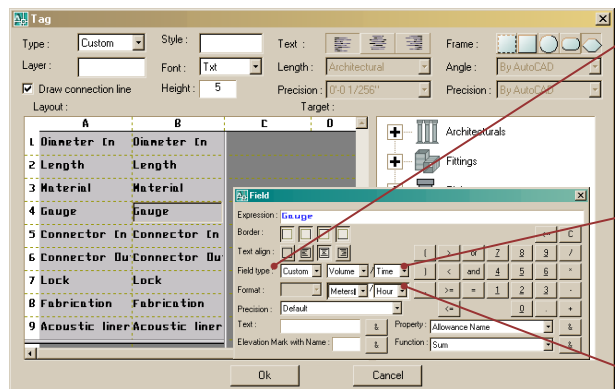 Tag
Type : Custom Style : Text : Frame :
Layer : Font : Txt Length : Architectural Angle : By AutoCAD
Draw connection line Height : 5 Precision : 0'-0 1/256" Precision : By AutoCAD
Layout : Target :
A B C D
1 Diameter In Diameter In
2 Length Length
3 Material Material
4 Gauge Gauge
5 Connector In Connector In
6 Connector Ou Connector Ou
7 Lock Lock
8 Fabrication Fabrication
9 Acoustic liner Acoustic liner
Architecturals
Fittings
Field
Expression : Gauge
Border :
Text align :
Field type : Custom Volume / Time
Format : Meters / Hour
Precision : Default
Text : & Property : Allowance Name &
Elevation Mark with Name : & Function : Sum &
<- C
( > or 7 8 9 /
) < and 4 5 6 *
>= = 1 2 3 -
<= 0 . +
Ok Cancel